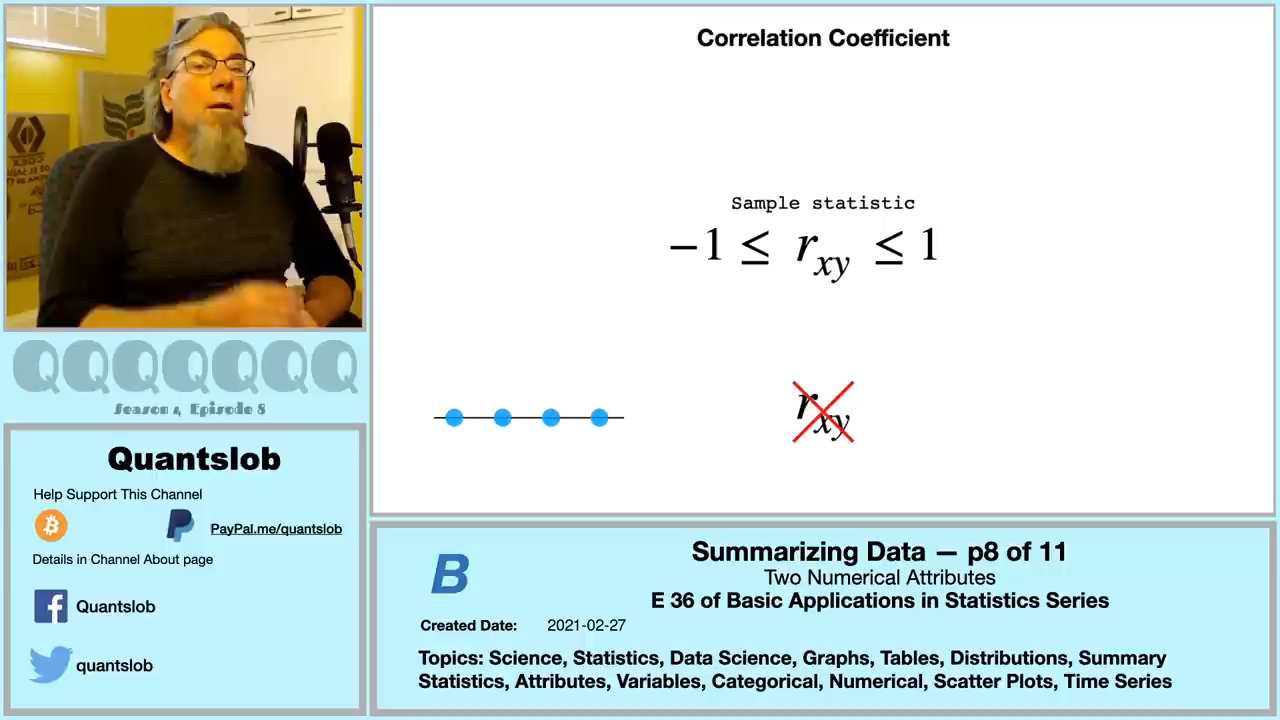 Correlation Coefficient
Sample statistic
−1 ≤ rxy ≤ 1
rxy
QQQQQQQ
Season 4, Episode 8
Quantslob
Help Support This Channel
PayPal.me/quantslob
Details in Channel About page
Quantslob
quantslob
B
Summarizing Data — p8 of 11
Two Numerical Attributes
E 36 of Basic Applications in Statistics Series
Created Date: 2021-02-27
Topics: Science, Statistics, Data Science, Graphs, Tables, Distributions, Summary
Statistics, Attributes, Variables, Categorical, Numerical, Scatter Plots, Time Series